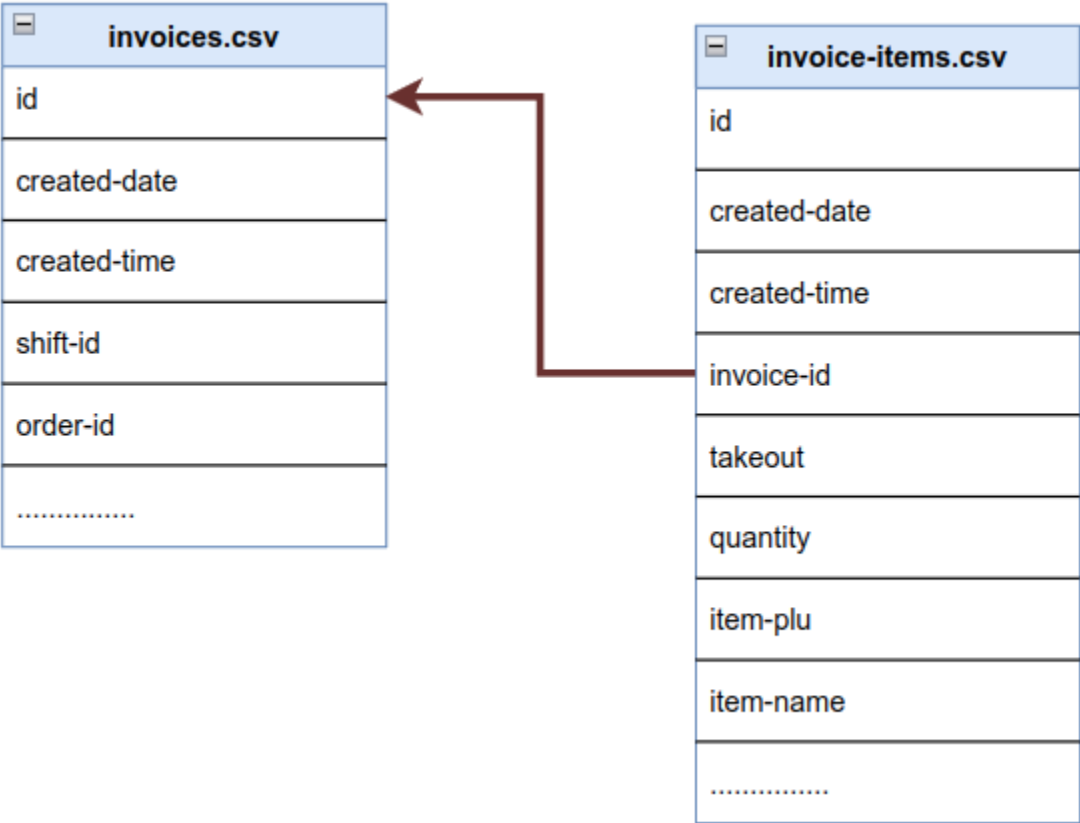 invoices.csv
id
created-date
created-time
shift-id
order-id
...............
invoice-items.csv
id
created-date
created-time
invoice-id
takeout
quantity
item-plu
item-name
...............